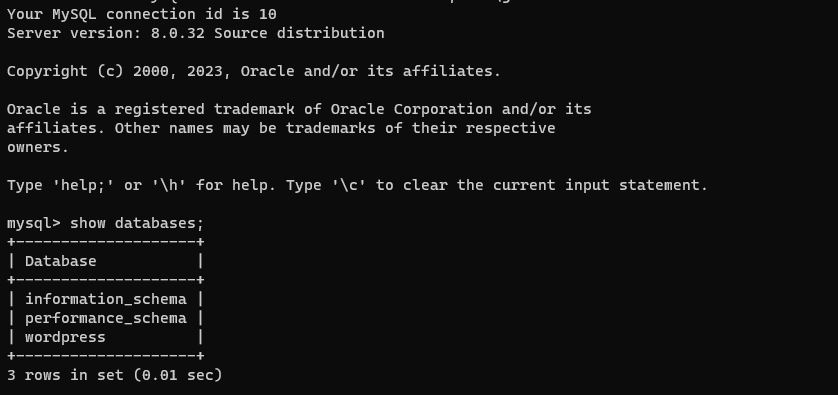 Your MySQL connection id is 10
Server version: 8.0.32 Source distribution

Copyright (c) 2000, 2023, Oracle and/or its affiliates.

Oracle is a registered trademark of Oracle Corporation and/or its
affiliates. Other names may be trademarks of their respective
owners.

Type 'help;' or '\h' for help. Type '\c' to clear the current input statement.

mysql> show databases;
+--------------------+
| Database           |
+--------------------+
| information_schema |
| performance_schema |
| wordpress          |
+--------------------+
3 rows in set (0.01 sec)